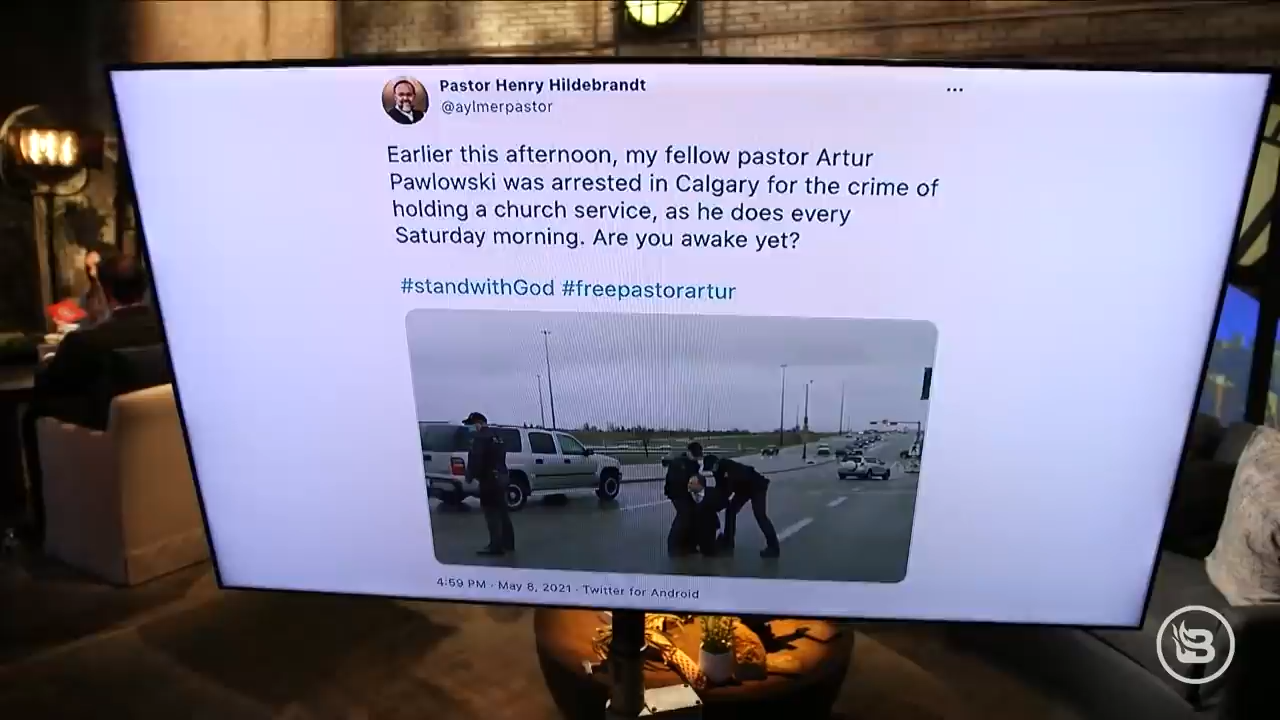 Pastor Henry Hildebrandt
@aylmerpastor
Earlier this afternoon, my fellow pastor Artur
Pawlowski was arrested in Calgary for the crime of
holding a church service, as he does every
Saturday morning. Are you awake yet?
#standwithGod #freepastorartur
4:59 PM · May 8, 2021 · Twitter for Android
B